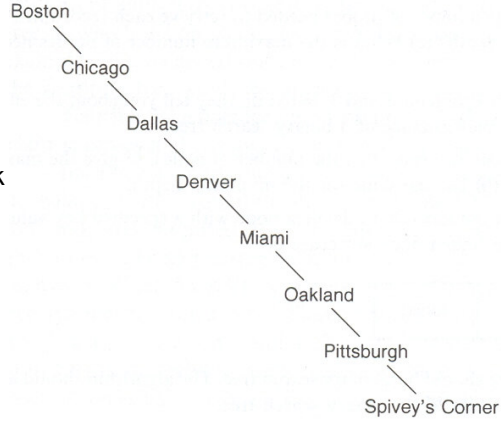 Boston
Chicago
Dallas
k
Denver
Miami
Oakland
Pittsburgh
Spivey's Corner